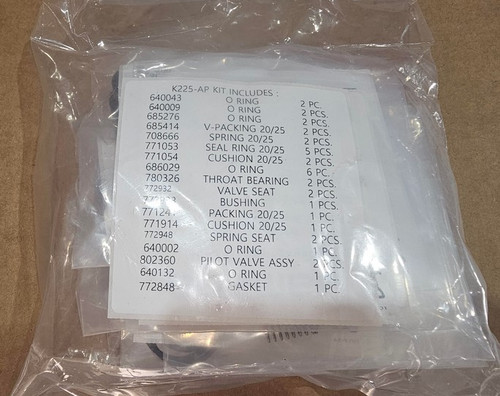 K225-AP KIT INCLUDES :
640043 O RING 2 PC.
640009 O RING 2 PCS.
685276 O RING 2 PCS.
685414 V-PACKING 20/25 2 PCS.
708666 SPRING 20/25 2 PCS.
771053 SEAL RING 20/25 5 PCS.
771054 CUSHION 20/25 2 PCS.
686029 O RING 6 PC.
780326 THROAT BEARING 2 PCS.
772932 VALVE SEAT 2 PCS.
BUSHING 1 PC.
PACKING 20/25 1 PC.
771914 CUSHION 20/25 1 PC.
772948 SPRING SEAT 2 PCS.
640002 O RING 1 PC.
802360 PILOT VALVE ASSY 2 PCS.
640132 O RING 1 PC
772848 GASKET 1 PC.